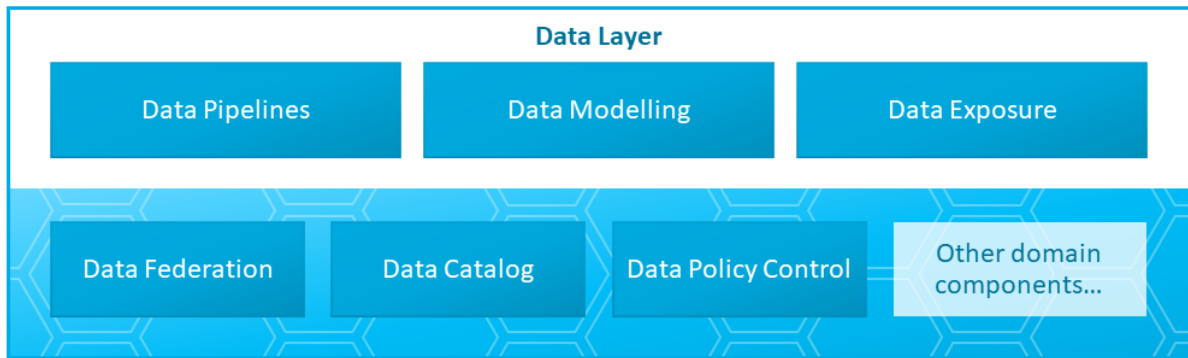 Data Layer
Data Pipelines
Data Modelling
Data Exposure
Data Federation
Data Catalog
Data Policy Control
Other domain
components...